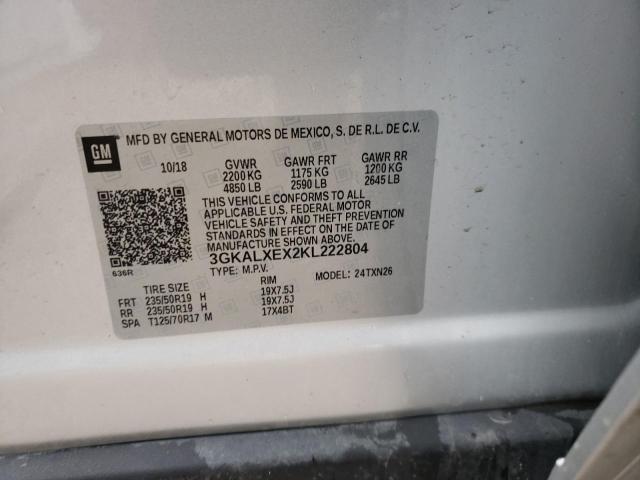 GM
MFD BY GENERAL MOTORS DE MEXICO, S. DE R.L. DE C.V.
10/18 GVWR GAWR FRT GAWR RR
2200 KG 1175 KG 1200 KG
4850 LB 2590 LB 2645 LB
THIS VEHICLE CONFORMS TO ALL
APPLICABLE U.S. FEDERAL MOTOR
VEHICLE SAFETY AND THEFT PREVENTION
STANDARDS IN EFFECT ON THE DATE OF
MANUFACTURE SHOWN ABOVE.
636R
3GKALXEX2KL222804
TYPE: M.P.V. MODEL: 24TXN26
TIRE SIZE RIM
FRT 235/50R19 H 19X7.5J
RR 235/50R19 H 19X7.5J
SPA T125/70R17 M 17X4BT